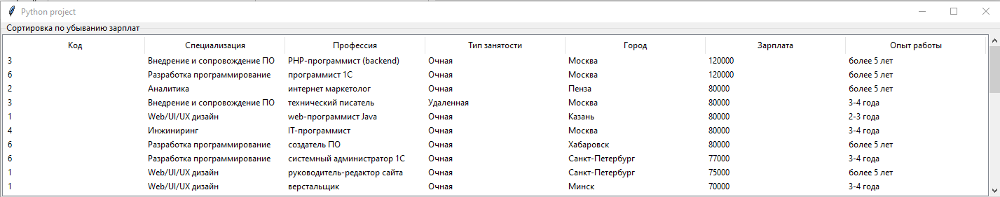 Python project
Сортировка по убыванию зарплат
Код Специализация Профессия Тип занятости Город Зарплата Опыт работы
3 Внедрение и сопровождение ПО PHP-программист (backend) Очная Москва 120000 более 5 лет
6 Разработка программирование программист 1С Очная Москва 120000 более 5 лет
2 Аналитика интернет маркетолог Очная Пенза 80000 более 5 лет
3 Внедрение и сопровождение ПО технический писатель Удаленная Москва 80000 3-4 года
1 Web/UI/UX дизайн web-программист Java Очная Казань 80000 2-3 года
4 Инжиниринг IT-программист Очная Москва 80000 3-4 года
6 Разработка программирование создатель ПО Очная Хабаровск 80000 более 5 лет
6 Разработка программирование системный администратор 1С Очная Санкт-Петербург 77000 3-4 года
1 Web/UI/UX дизайн руководитель-редактор сайта Очная Санкт-Петербург 75000 более 5 лет
1 Web/UI/UX дизайн верстальщик Очная Минск 70000 3-4 года